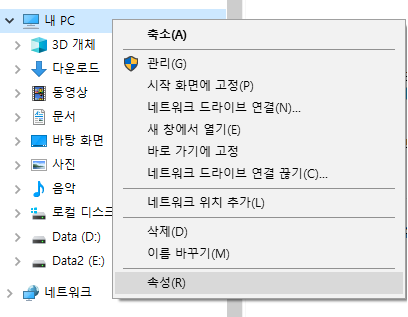 내 PC
3D 개체
다운로드
동영상
문서
바탕 화면
사진
음악
로컬 디스크
Data (D:)
Data2 (E:)
네트워크
축소(A)
관리(G)
시작 화면에 고정(P)
네트워크 드라이브 연결(N)...
새 창에서 열기(E)
바로 가기에 고정
네트워크 드라이브 연결 끊기(C)...
네트워크 위치 추가(L)
삭제(D)
이름 바꾸기(M)
속성(R)